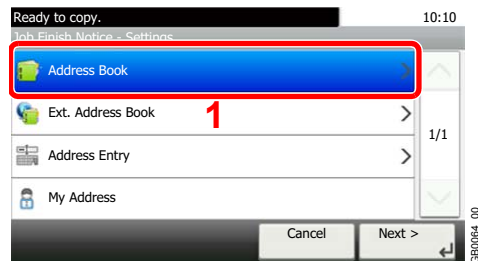 Ready to copy.
10:10
Job Finish Notice - Settings
Address Book
Ext. Address Book
1
1/1
Address Entry
My Address
Cancel
Next >
GB0064_00